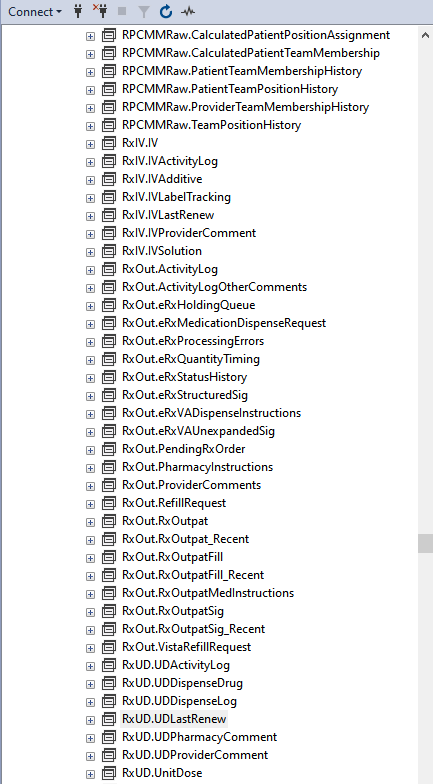 Connect
RPCMMRaw.CalculatedPatientPositionAssignment
RPCMMRaw.CalculatedPatientTeamMembership
RPCMMRaw.PatientTeamMembershipHistory
RPCMMRaw.PatientTeamPositionHistory
RPCMMRaw.ProviderTeamMembershipHistory
RPCMMRaw.TeamPositionHistory
RxIV.IV
RxIV.IVActivityLog
RxIV.IVAdditive
RxIV.IVLabelTracking
RxIV.IVLastRenew
RxIV.IVProviderComment
RxIV.IVSolution
RxOut.ActivityLog
RxOut.ActivityLogOtherComments
RxOut.eRxHoldingQueue
RxOut.eRxMedicationDispenseRequest
RxOut.eRxProcessingErrors
RxOut.eRxQuantityTiming
RxOut.eRxStatusHistory
RxOut.eRxStructuredSig
RxOut.eRxVADispenseInstructions
RxOut.eRxVAUnexpandedSig
RxOut.PendingRxOrder
RxOut.PharmacyInstructions
RxOut.ProviderComments
RxOut.RefillRequest
RxOut.RxOutpat
RxOut.RxOutpat_Recent
RxOut.RxOutpatFill
RxOut.RxOutpatFill_Recent
RxOut.RxOutpatMedInstructions
RxOut.RxOutpatSig
RxOut.RxOutpatSig_Recent
RxOut.VistaRefillRequest
RxUD.UDActivityLog
RxUD.UDDispenseDrug
RxUD.UDDispenseLog
RxUD.UDLastRenew
RxUD.UDPharmacyComment
RxUD.UDProviderComment
RxUD.UnitDose